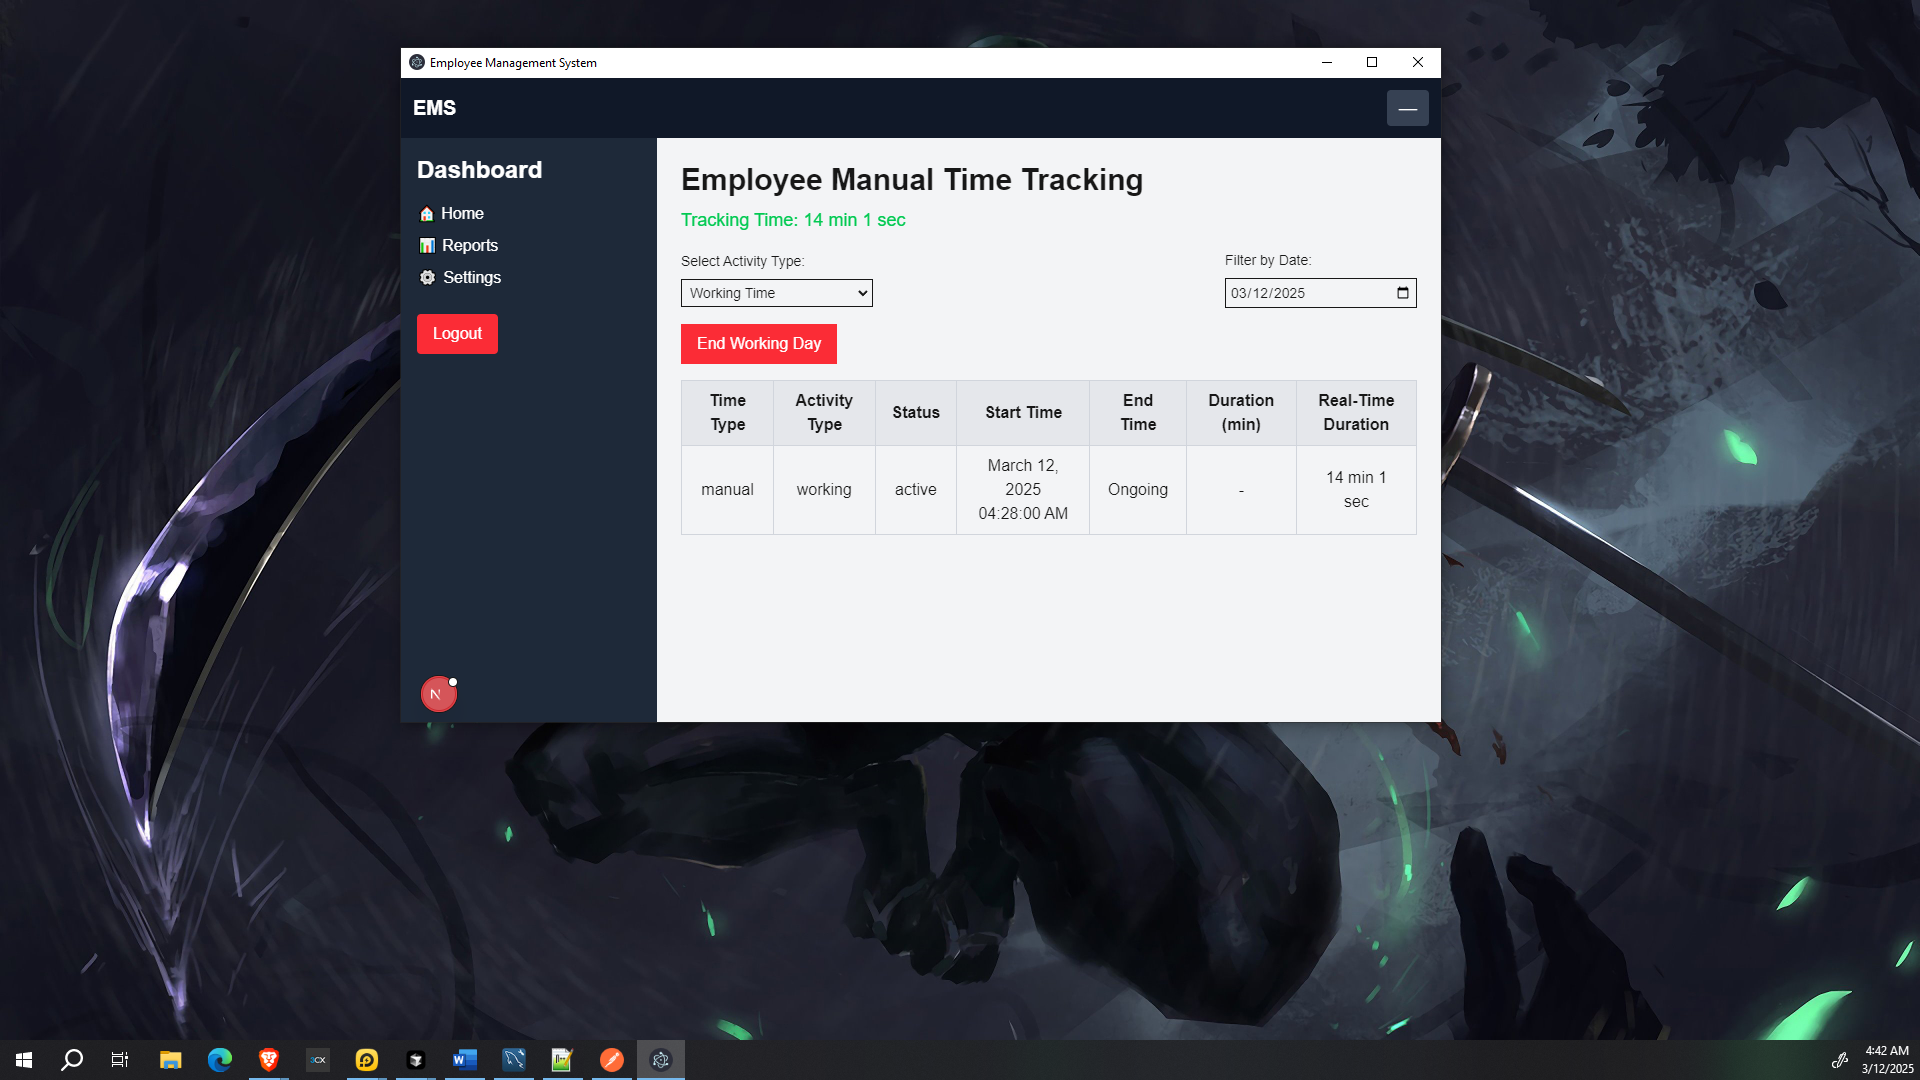 Employee Management System
EMS
Dashboard
Home
Reports
Settings
Logout
N
Employee Manual Time Tracking
Tracking Time: 14 min 1 sec
Select Activity Type:
Working Time
Filter by Date:
03/12/2025
End Working Day
Time Type
Activity Type
Status
Start Time
End Time
Duration (min)
Real-Time Duration
manual
working
active
March 12, 2025 04:28:00 AM
Ongoing
-
14 min 1 sec
3CX
W
4:42 AM
3/12/2025